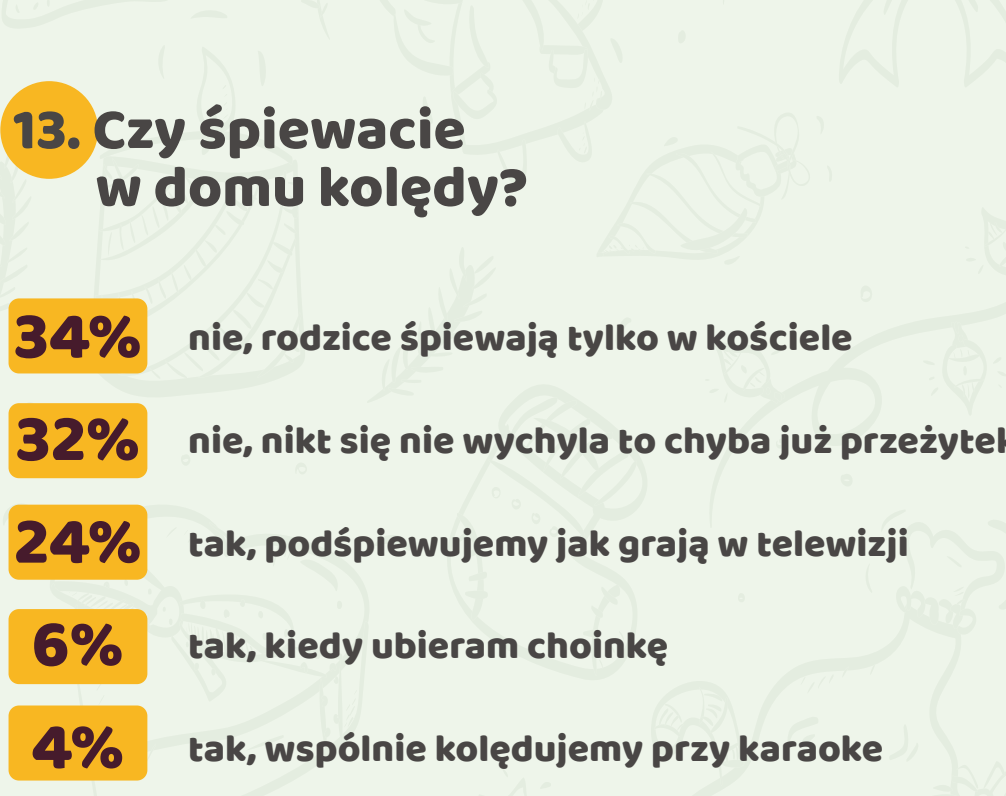 13. Czy śpiewacie
w domu kolędy?
34% nie, rodzice śpiewają tylko w kościele
32% nie, nikt się nie wychyla to chyba już przeżytek
24% tak, podśpiewujemy jak grają w telewizji
6% tak, kiedy ubieram choinkę
4% tak, wspólnie kolędujemy przy karaoke